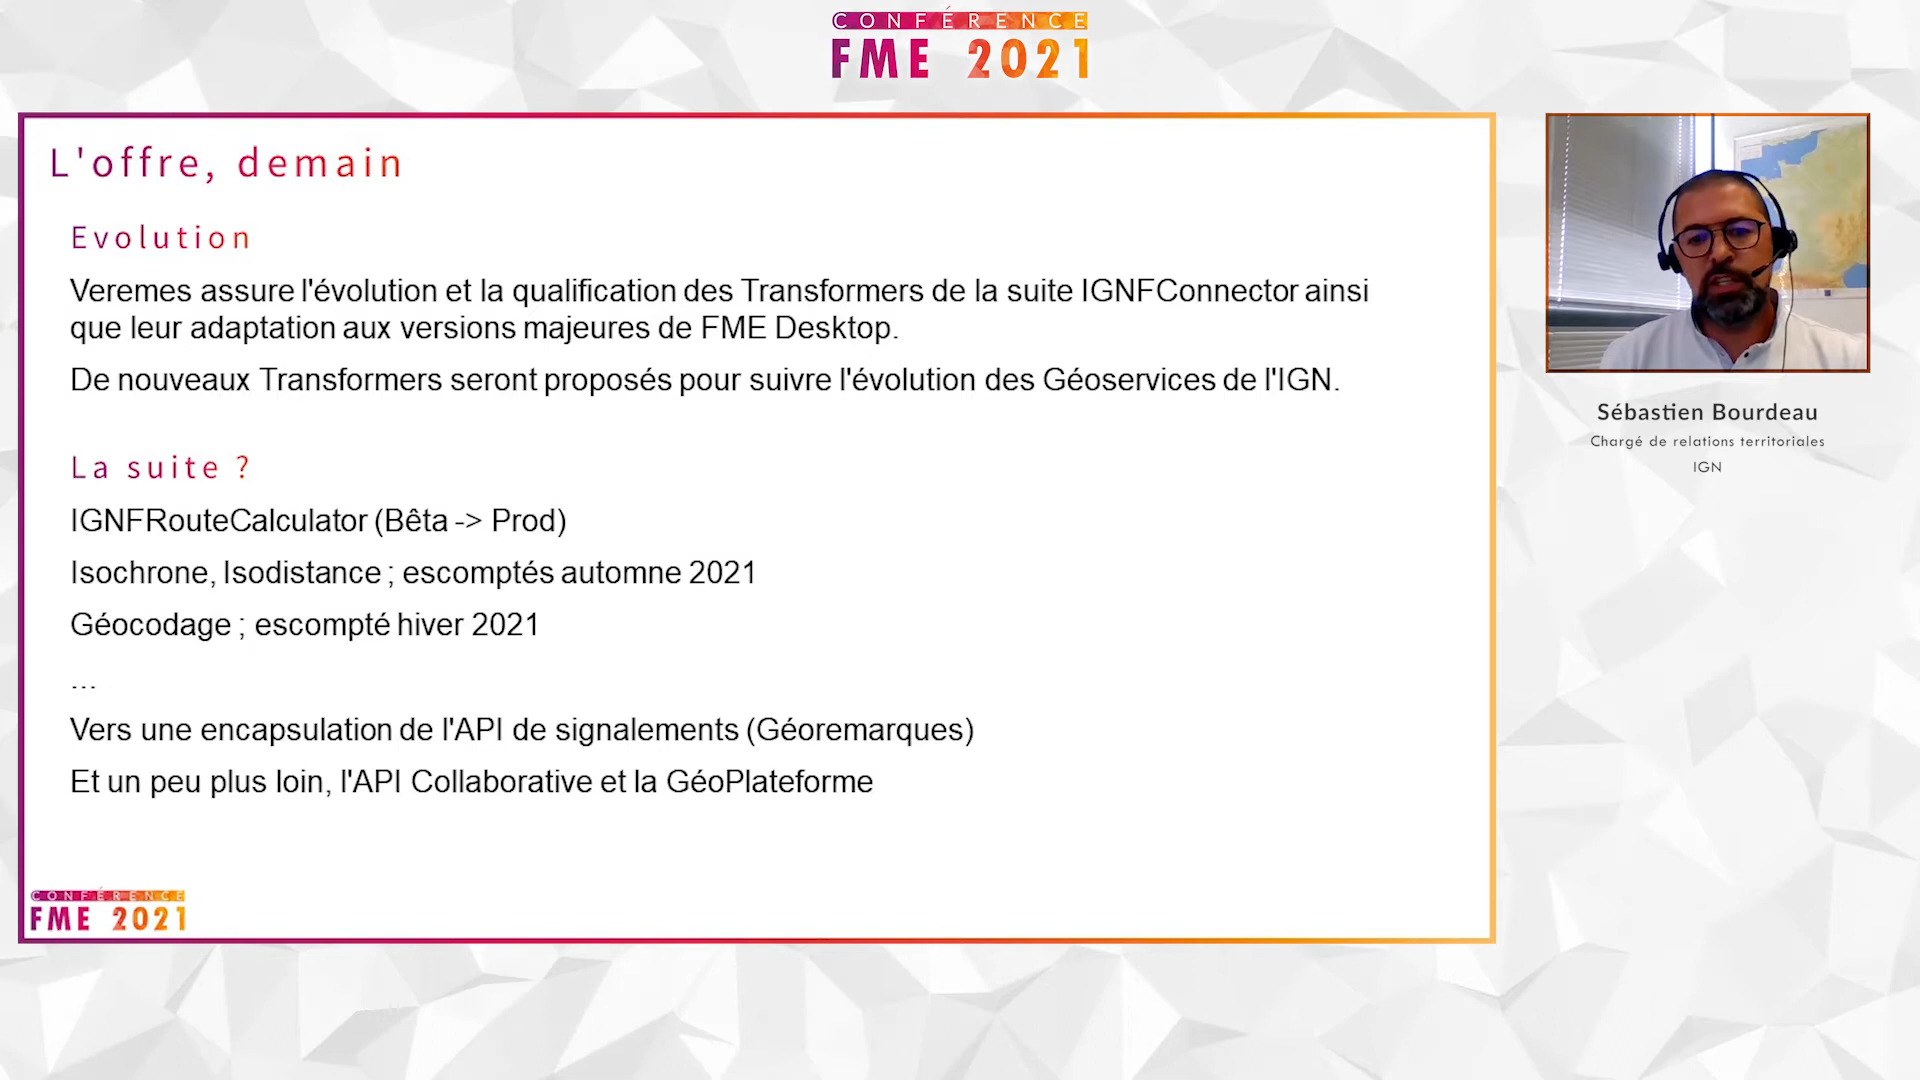 CONFÉRENCE
FME 2021
L'offre, demain
Evolution
Veremes assure l'évolution et la qualification des Transformers de la suite IGNFConnector ainsi
que leur adaptation aux versions majeures de FME Desktop.
De nouveaux Transformers seront proposés pour suivre l'évolution des Géoservices de l'IGN.
La suite ?
IGNFRouteCalculator (Bêta -> Prod)
Isochrone, Isodistance ; escomptés automne 2021
Géocodage ; escompté hiver 2021
...
Vers une encapsulation de l'API de signalements (Géoremarques)
Et un peu plus loin, l'API Collaborative et la GéoPlateforme
CONFÉRENCE
FME 2021
Sébastien Bourdeau
Chargé de relations territoriales
IGN